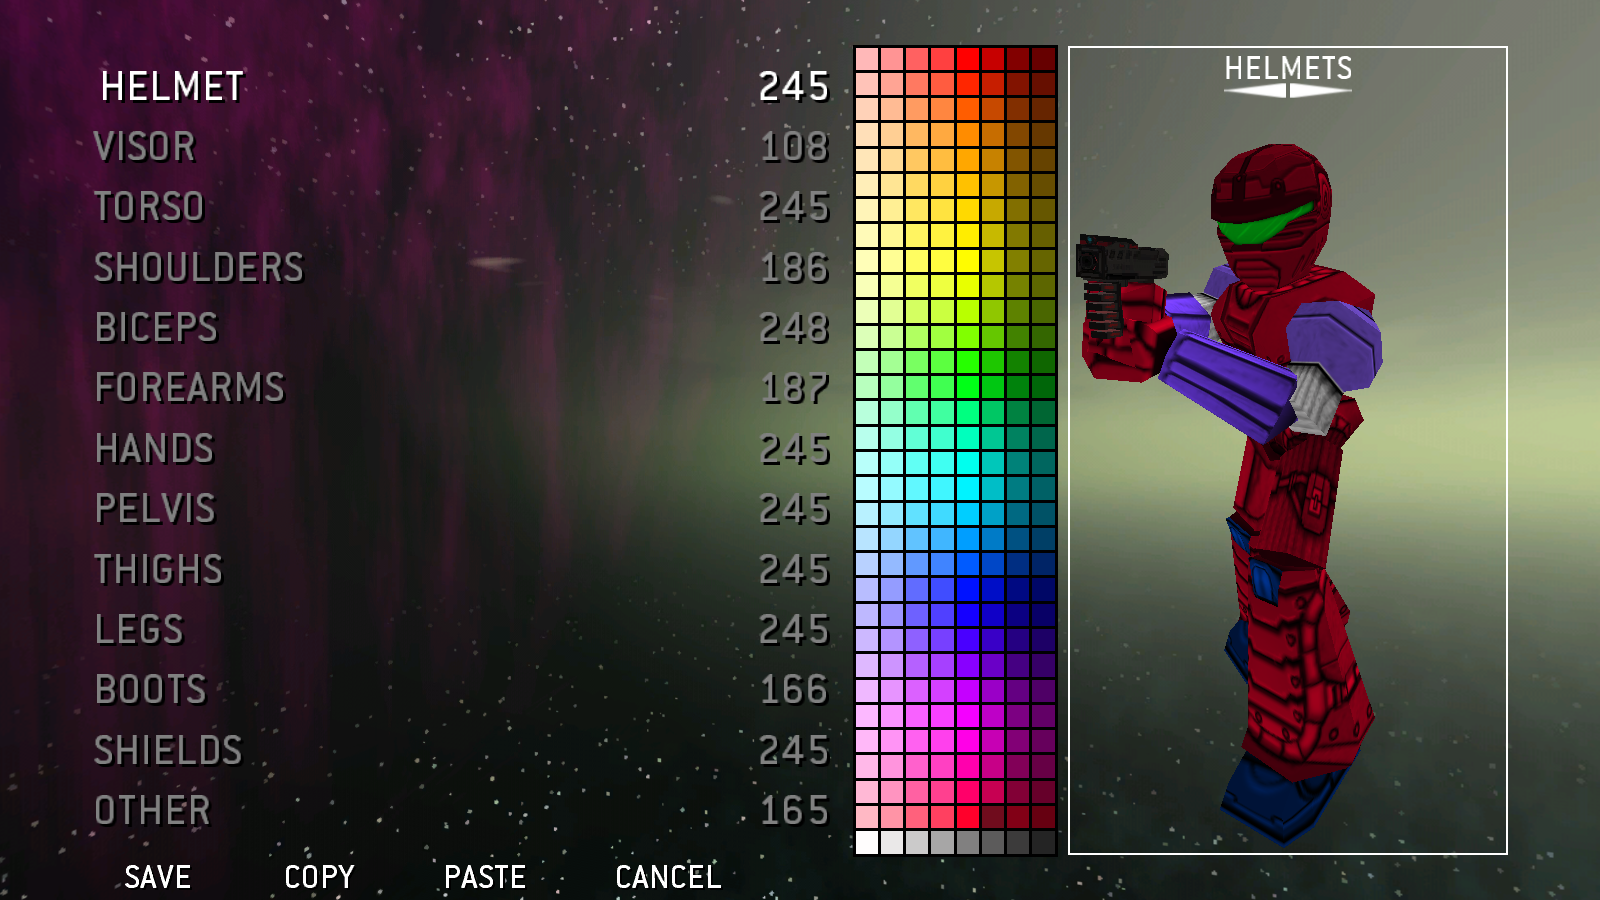 HELMET 245
VISOR 108
TORSO 245
SHOULDERS 186
BICEPS 248
FOREARMS 187
HANDS 245
PELVIS 245
THIGHS 245
LEGS 245
BOOTS 166
SHIELDS 245
OTHER 165
SAVE COPY PASTE CANCEL
HELMETS